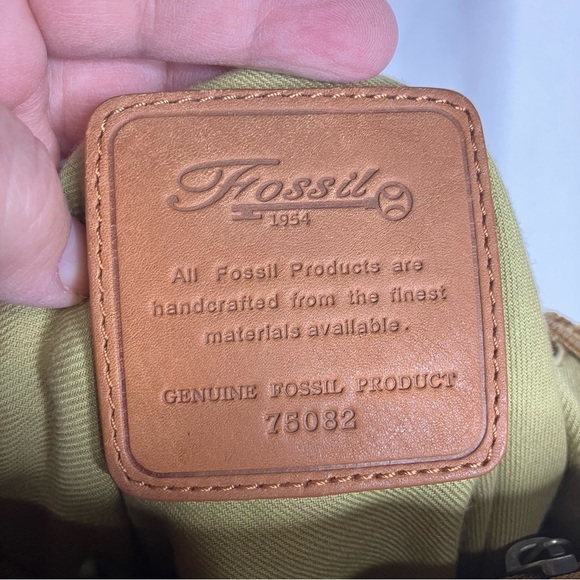 Fossil
1954
All Fossil Products are
handcrafted from the finest
materials available.
GENUINE FOSSIL PRODUCT
75082